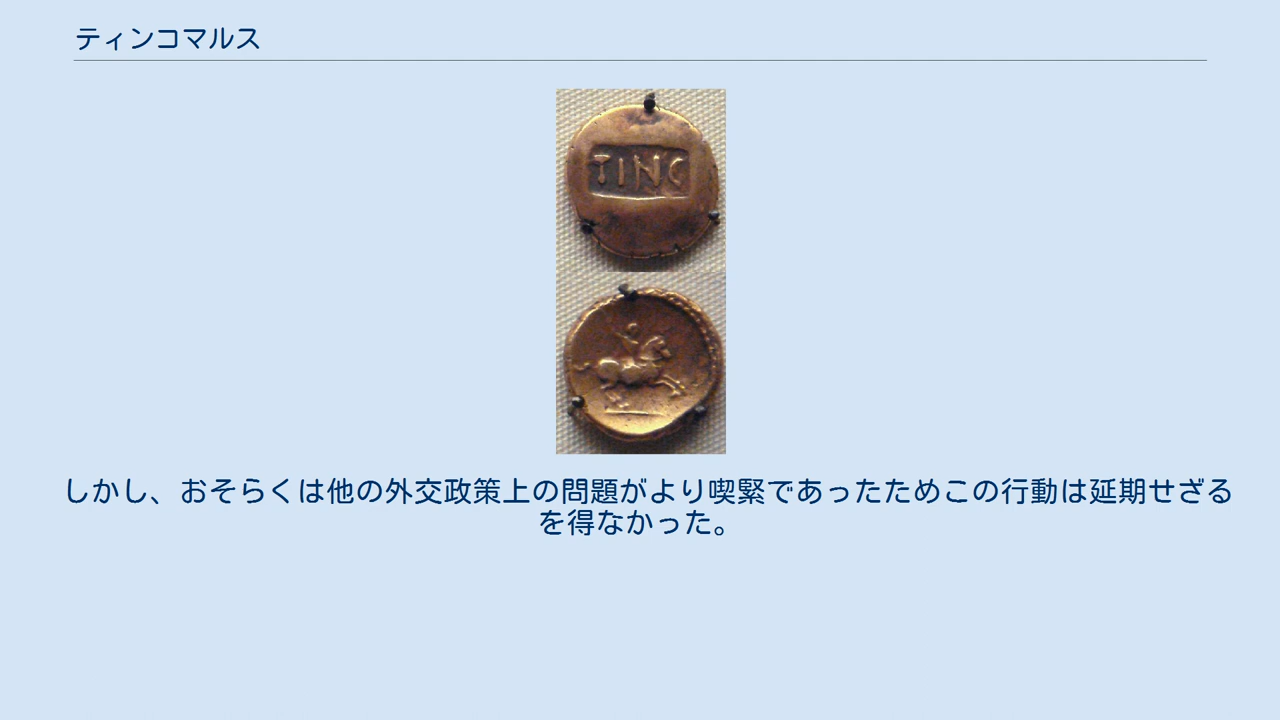 ティンコマルス
TINC
しかし、おそらくは他の外交政策上の問題がより喫緊であったためこの行動は延期せざる
を得なかった。